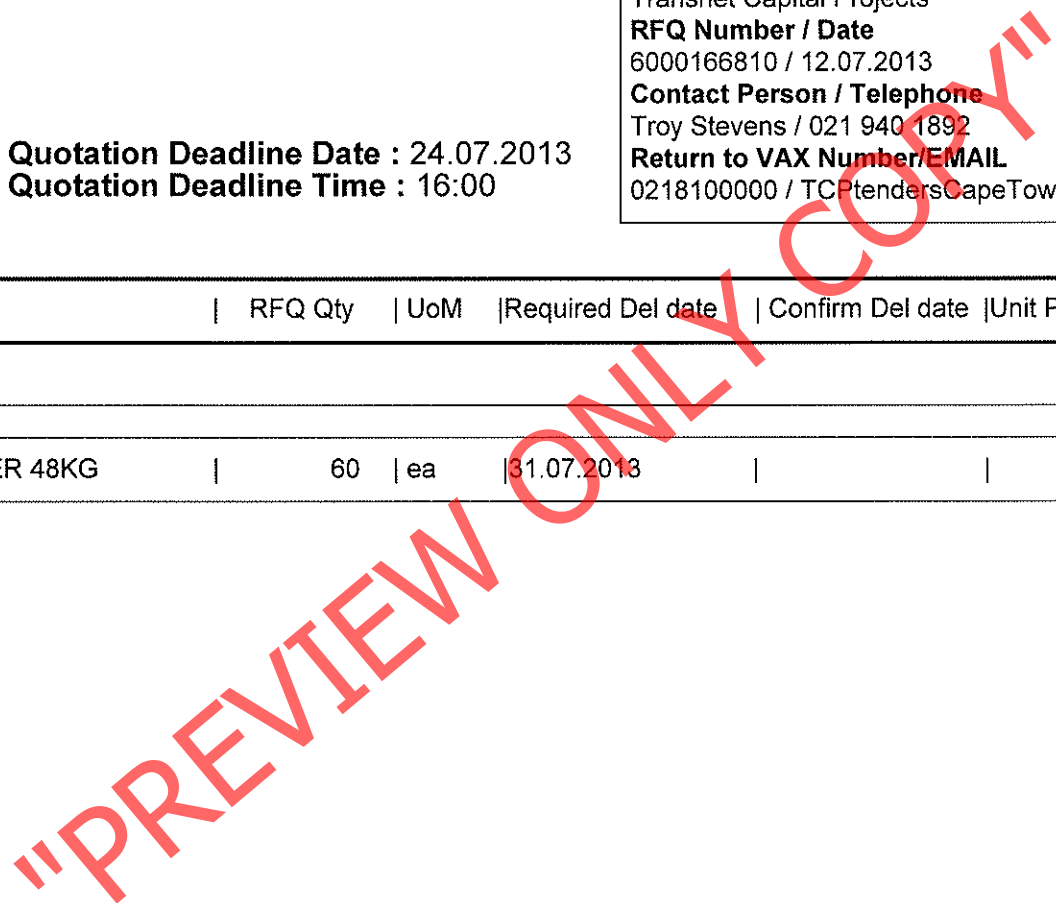 Transnet Capital Projects
RFQ Number / Date
6000166810 / 12.07.2013
Contact Person / Telephone
Troy Stevens / 021 940 1892
Return to VAX Number/EMAIL
0218100000 / TCPtendersCapeTow
Quotation Deadline Date : 24.07.2013
Quotation Deadline Time : 16:00
| RFQ Qty | UoM |Required Del date | Confirm Del date |Unit P
ER 48KG | 60 | ea |31.07.2013 | |
"PREVIEW ONLY COPY"